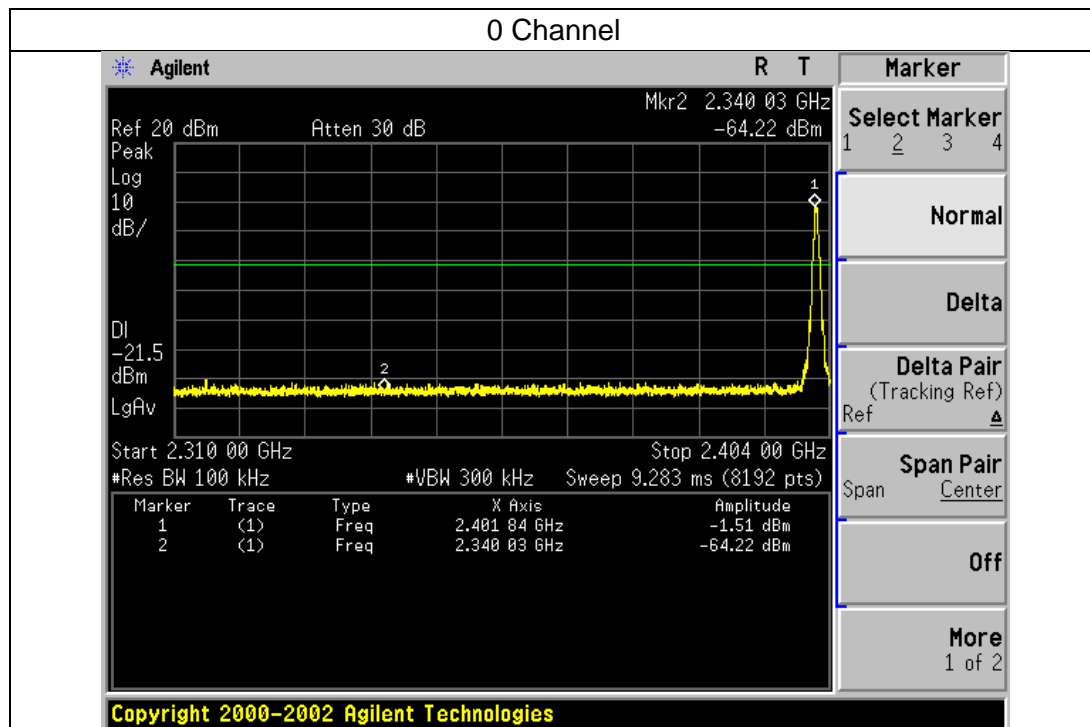 0 Channel
Agilent R T Marker
Mkr2 2.340 03 GHz
Ref 20 dBm Atten 30 dB -64.22 dBm
Peak
Log
10
dB/
1
DI
-21.5
dBm
2
LgAv
Start 2.310 00 GHz Stop 2.404 00 GHz
#Res BW 100 kHz #VBW 300 kHz Sweep 9.283 ms (8192 pts)
Marker Trace Type X Axis Amplitude
1 (1) Freq 2.401 84 GHz -1.51 dBm
2 (1) Freq 2.340 03 GHz -64.22 dBm
Select Marker
1 2 3 4
Normal
Delta
Delta Pair
(Tracking Ref)
Ref Δ
Span Pair
Span Center
Off
More
1 of 2
Copyright 2000-2002 Agilent Technologies